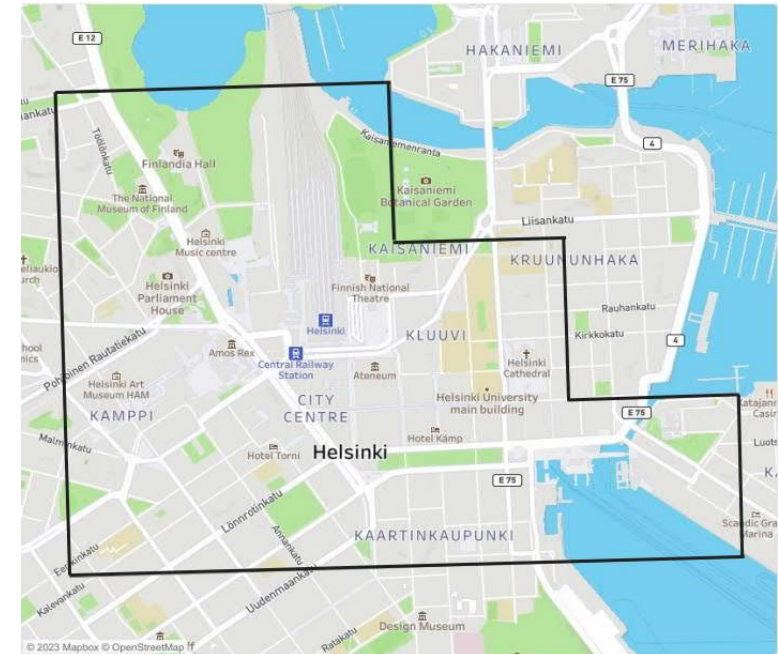 HAKANIEMI
MERIHAKA
E 12
E 75
4
Kaisaniemenranta
Töölönkatu
Finlandia Hall
The National
Museum of Finland
Kaisaniemi
Botanical Garden
Liisankatu
Helsinki
Music centre
KAISANIEMI
KRUUNUNHAKA
Helsinki
Parliament
House
Finnish National
Theatre
Rauhankatu
Helsinki
KLUUVI
Kirkkokatu
4
Pohjoinen Rautatiekatu
Amos Rex
Central Railway
Station
Ateneum
Helsinki
Cathedral
Helsinki Art
Museum HAM
KAMPPI
CITY
CENTRE
Helsinki University
main building
E 75
Malminkatu
Hotel Torni
Helsinki
Hotel Kämp
E 75
Lönnrotinkatu
Annankatu
KAARTINKAUPUNKI
Eerikinkatu
Kalevankatu
Uudenmaankatu
Ratakatu
Design Museum
Marina
© 2023 Mapbox © OpenStreetMap